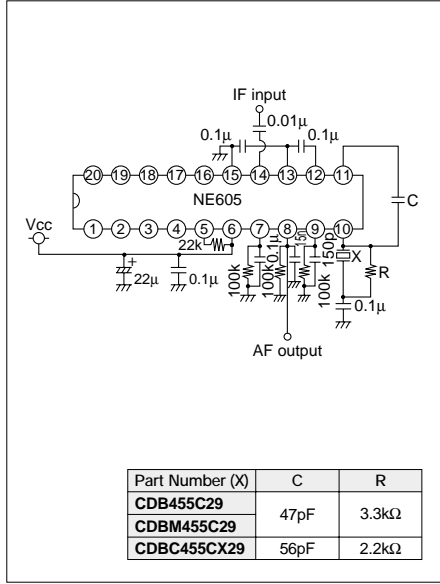 IF input
0.01μ
0.1μ
0.1μ
20 19 18 17 16 15 14 13 12 11
NE605
C
1 2 3 4 5 6 7 8 9 10
Vcc
22k
+
22μ
0.1μ
100k
100k
0.1μ
15n
150p
100k
X
R
0.1μ
AF output
Part Number (X) C R
CDB455C29 47pF 3.3kΩ
CDBM455C29
CDBC455CX29 56pF 2.2kΩ